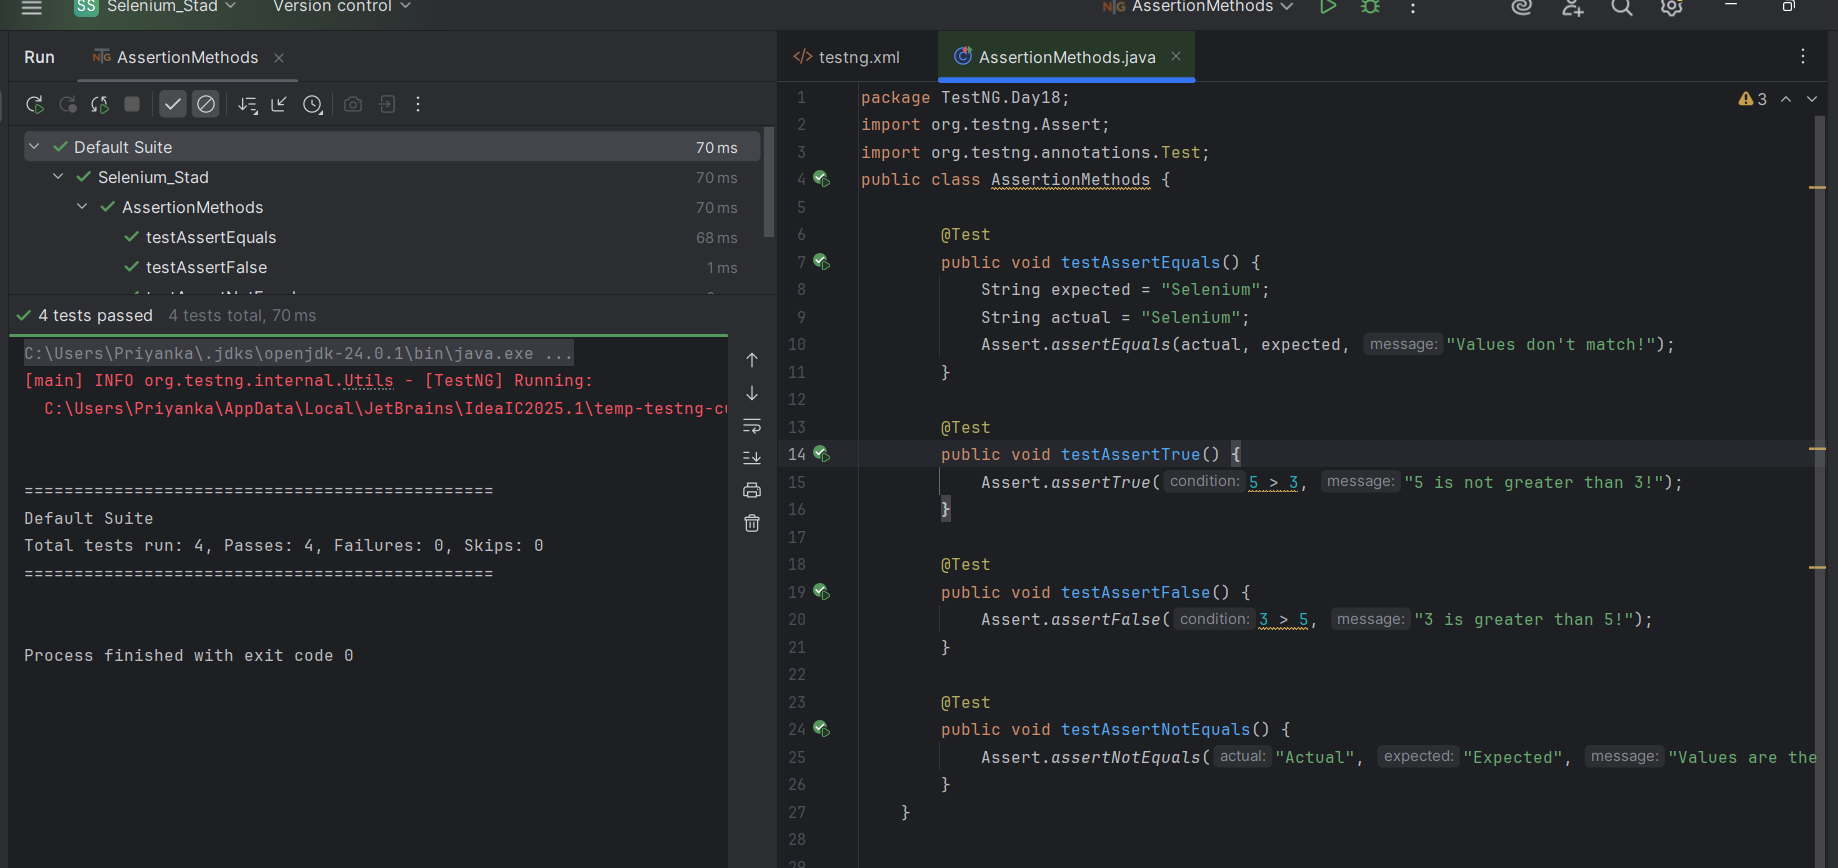 SS Selenium_Stad Version control AssertionMethods
Run AssertionMethods
Default Suite 70 ms
Selenium_Stad 70 ms
AssertionMethods 70 ms
testAssertEquals 68 ms
testAssertFalse 1 ms
4 tests passed 4 tests total, 70 ms
C:\Users\Priyanka\.jdks\openjdk-24.0.1\bin\java.exe ...
[main] INFO org.testng.internal.Utils - [TestNG] Running:
C:\Users\Priyanka\AppData\Local\JetBrains\IdeaIC2025.1\temp-testng-cu
===============================================
Default Suite
Total tests run: 4, Passes: 4, Failures: 0, Skips: 0
===============================================
Process finished with exit code 0
testng.xml AssertionMethods.java
3
1 package TestNG.Day18;
2 import org.testng.Assert;
3 import org.testng.annotations.Test;
4 public class AssertionMethods {
5
6 @Test
7 public void testAssertEquals() {
8 String expected = "Selenium";
9 String actual = "Selenium";
10 Assert.assertEquals(actual, expected, message: "Values don't match!");
11 }
12
13 @Test
14 public void testAssertTrue() {
15 Assert.assertTrue( condition: 5 > 3, message: "5 is not greater than 3!");
16 }
17
18 @Test
19 public void testAssertFalse() {
20 Assert.assertFalse( condition: 3 > 5, message: "3 is greater than 5!");
21 }
22
23 @Test
24 public void testAssertNotEquals() {
25 Assert.assertNotEquals( actual: "Actual", expected: "Expected", message: "Values are the
26 }
27 }
28